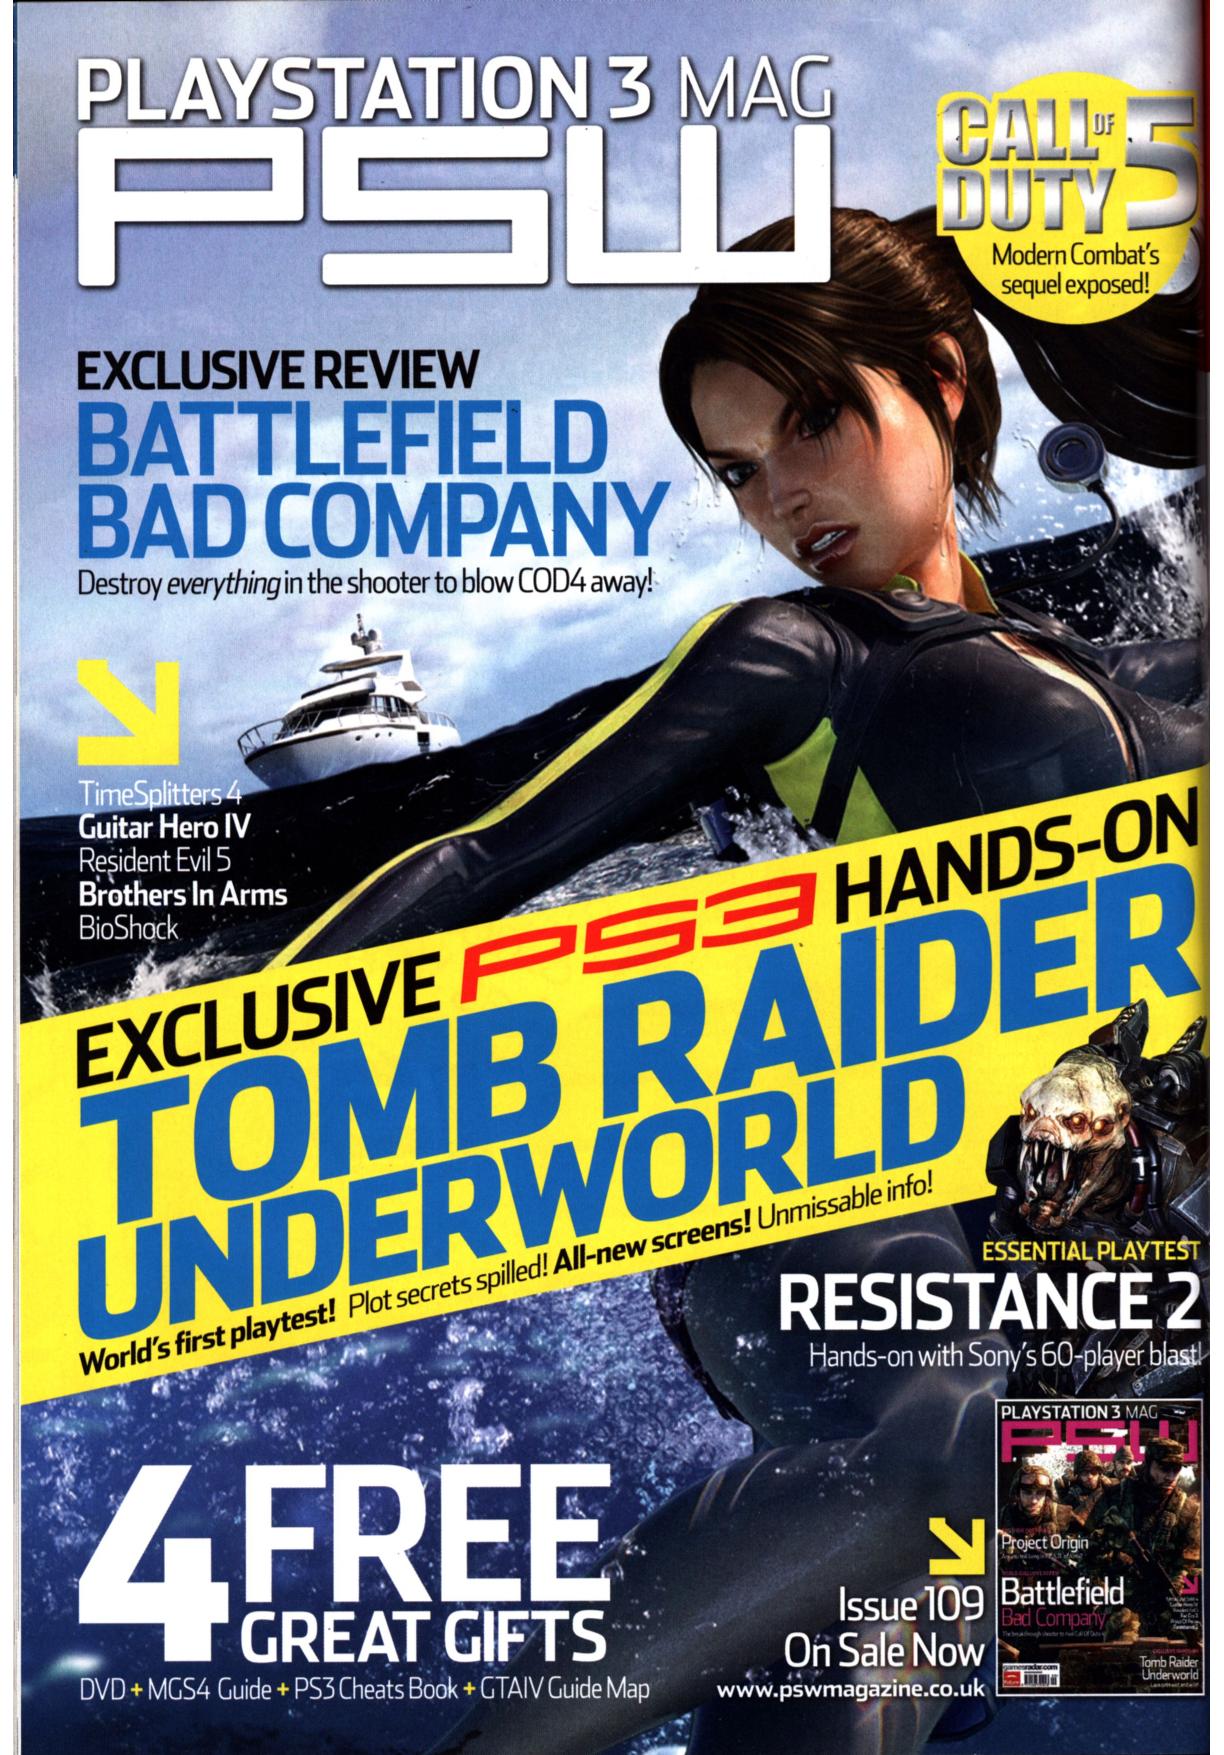 PLAYSTATION 3 MAG
PSW
CALL OF DUTY 5
Modern Combat's
sequel exposed!
EXCLUSIVE REVIEW
BATTLEFIELD
BAD COMPANY
Destroy everything in the shooter to blow COD4 away!
TimeSplitters 4
Guitar Hero IV
Resident Evil 5
Brothers In Arms
BioShock
EXCLUSIVE PS3 HANDS-ON
TOMB RAIDER
UNDERWORLD
World's first playtest! Plot secrets spilled! All-new screens! Unmissable info!
ESSENTIAL PLAYTEST
RESISTANCE 2
Hands-on with Sony's 60-player blast!
4 FREE
GREAT GIFTS
DVD + MGS4 Guide + PS3 Cheats Book + GTAIV Guide Map
Issue 109
On Sale Now
www.pswmagazine.co.uk
PLAYSTATION 3 MAG
PSW
Project Origin
Battlefield
Bad Company
gamesradar.com
Tomb Raider
Underworld